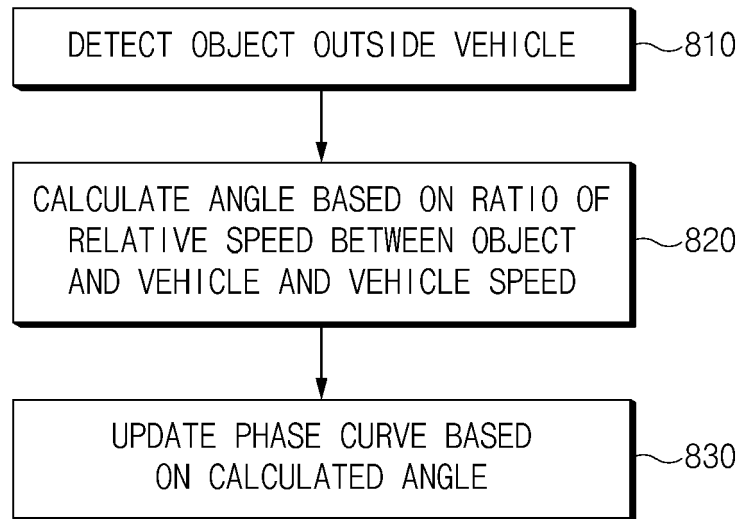 DETECT OBJECT OUTSIDE VEHICLE
810
CALCULATE ANGLE BASED ON RATIO OF
RELATIVE SPEED BETWEEN OBJECT
AND VEHICLE AND VEHICLE SPEED
820
UPDATE PHASE CURVE BASED
ON CALCULATED ANGLE
830